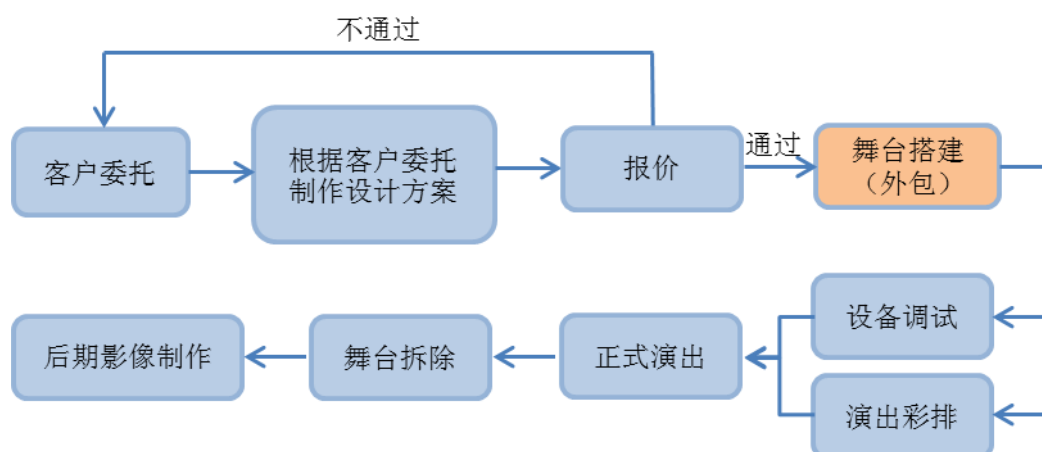 不通过
客户委托
根据客户委托
制作设计方案
报价
通过
舞台搭建
（外包）
设备调试
后期影像制作
舞台拆除
正式演出
演出彩排